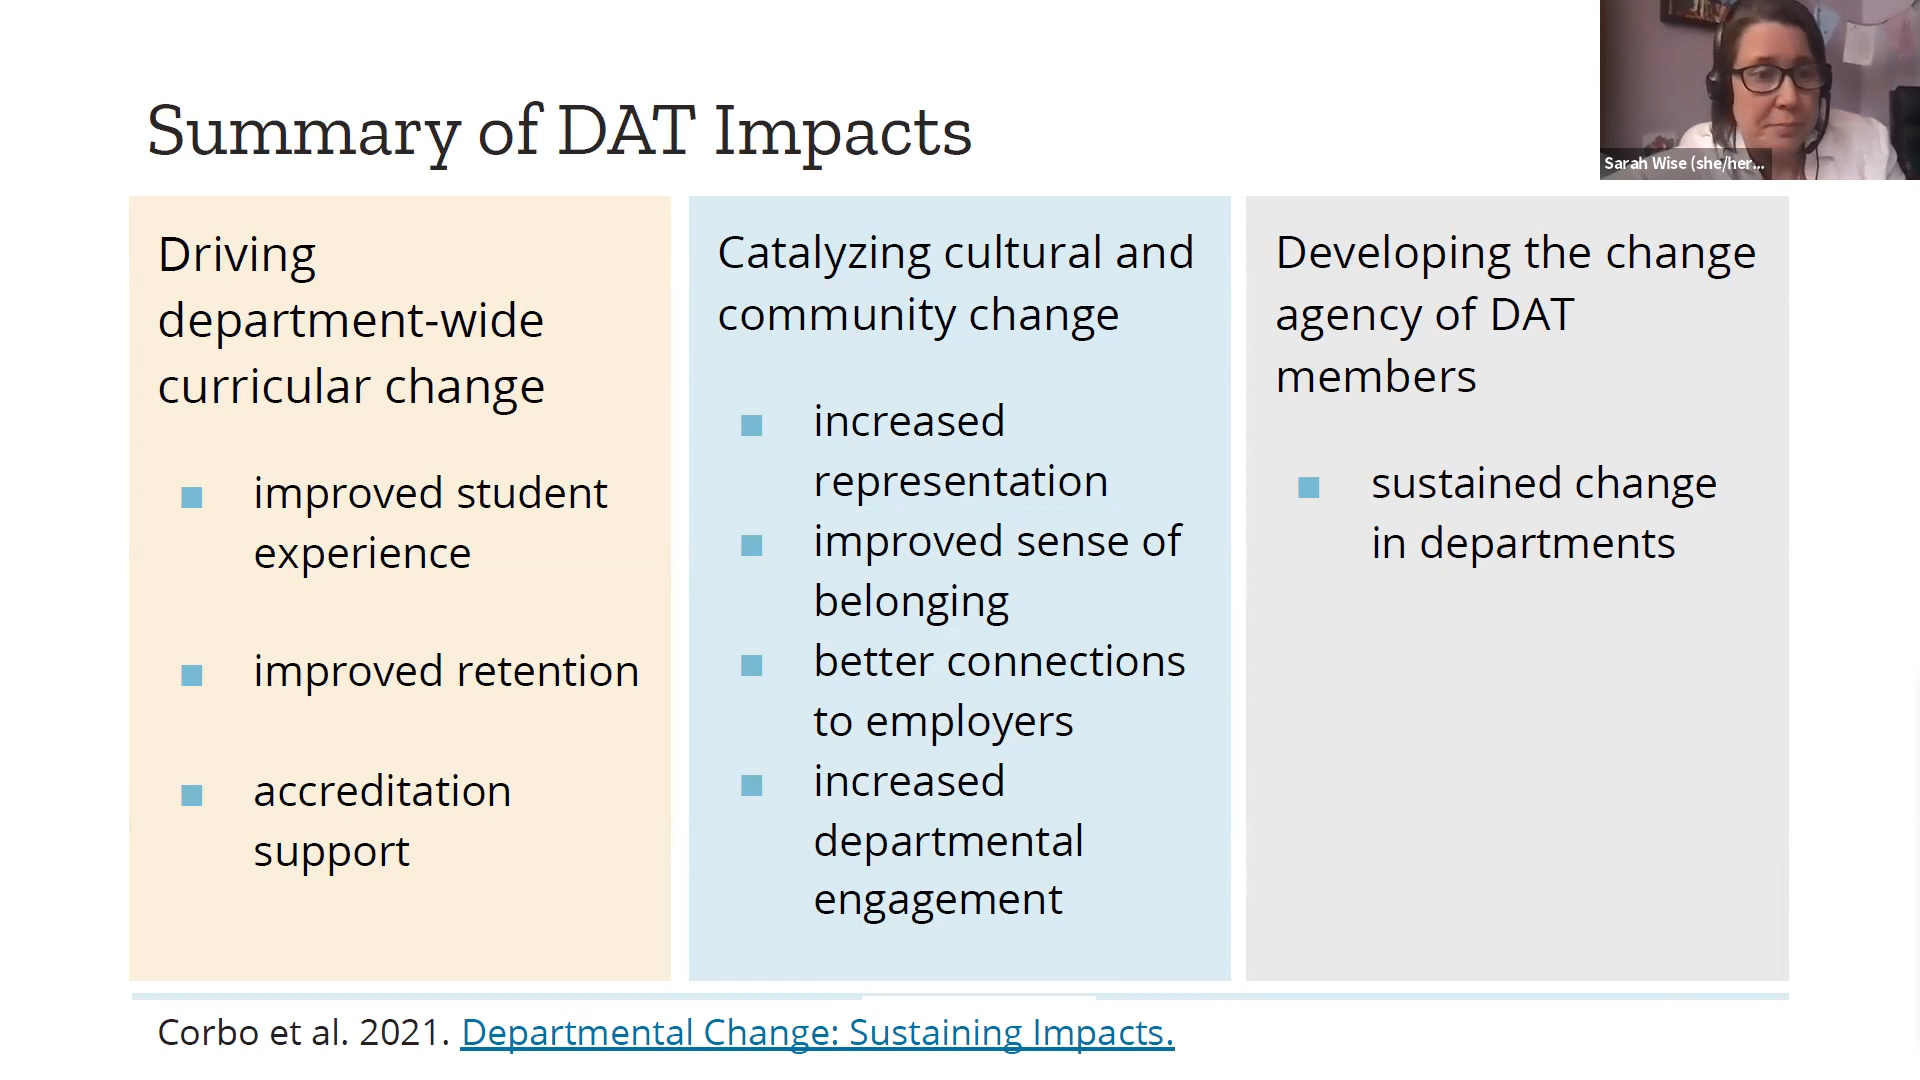 Summary of DAT Impacts
Sarah Wise (she/her...
Driving
department-wide
curricular change
■ improved student
experience
■ improved retention
■ accreditation
support
Catalyzing cultural and
community change
■ increased
representation
■ improved sense of
belonging
■ better connections
to employers
■ increased
departmental
engagement
Developing the change
agency of DAT
members
■ sustained change
in departments
Corbo et al. 2021. Departmental Change: Sustaining Impacts.